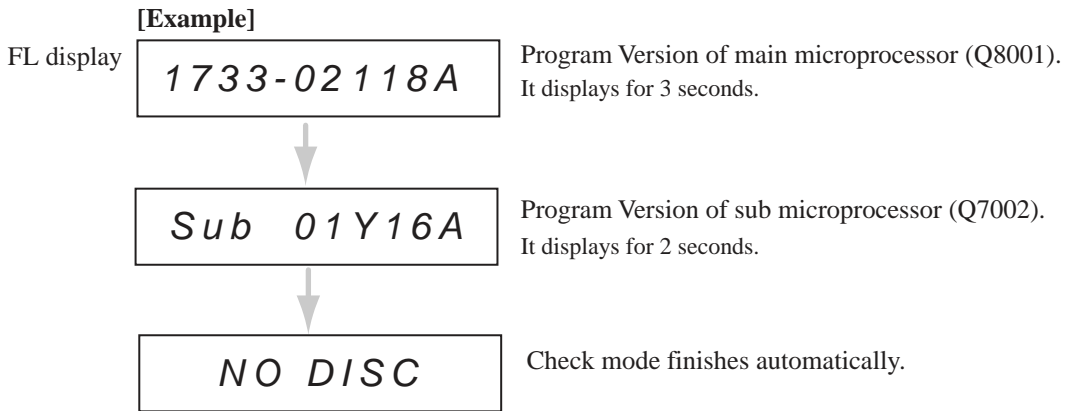 [Example]
FL display
1733-02118A
Program Version of main microprocessor (Q8001).
It displays for 3 seconds.
Sub 01Y16A
Program Version of sub microprocessor (Q7002).
It displays for 2 seconds.
NO DISC
Check mode finishes automatically.